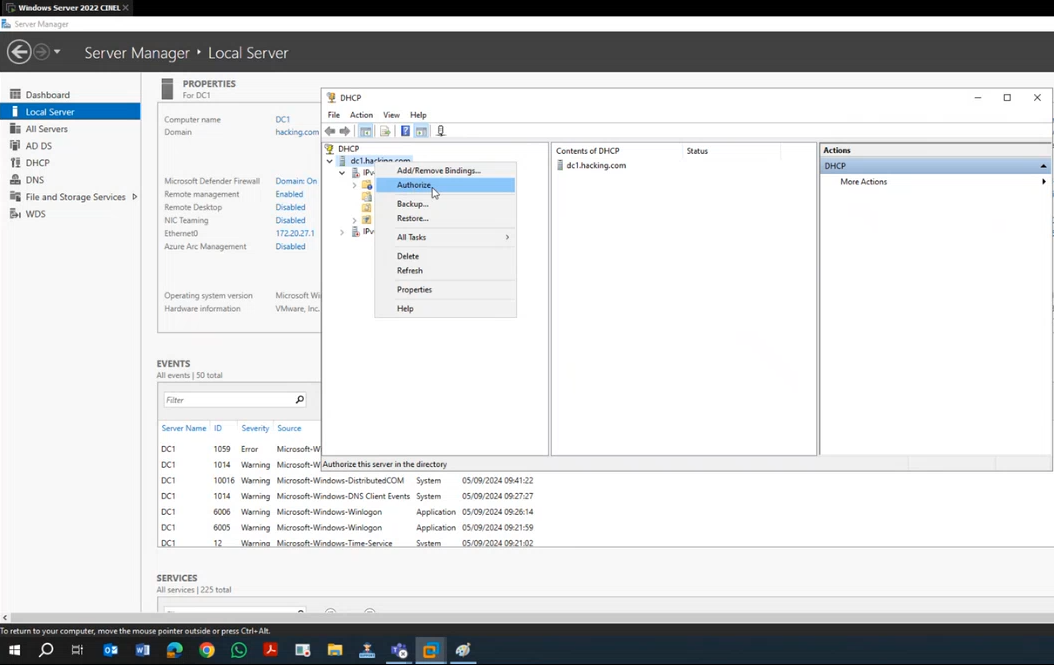 Windows Server 2022 CINEL
Server Manager
Server Manager • Local Server
Dashboard
Local Server
All Servers
AD DS
DHCP
DNS
File and Storage Services
WDS
PROPERTIES
For DC1
Computer name DC1
Domain hacking.com
Microsoft Defender Firewall Domain: On
Remote management Enabled
Remote Desktop Disabled
NIC Teaming Disabled
Ethernet0 172.20.27.1
Azure Arc Management Disabled
Operating system version Microsoft Wi
Hardware information VMware, Inc.
EVENTS
All events | 50 total
Filter
Server Name ID Severity Source
DC1 1059 Error Microsoft-W
DC1 1014 Warning Microsoft-W
DC1 10016 Warning Microsoft-Windows-DistributedCOM System 05/09/2024 09:41:22
DC1 1014 Warning Microsoft-Windows-DNS Client Events System 05/09/2024 09:27:27
DC1 6006 Warning Microsoft-Windows-Winlogon Application 05/09/2024 09:26:14
DC1 6005 Warning Microsoft-Windows-Winlogon Application 05/09/2024 09:21:59
DC1 12 Warning Microsoft-Windows-Time-Service System 05/09/2024 09:21:02
SERVICES
All services | 225 total
DHCP
File Action View Help
DHCP
dc1.hacking.com
IPv
IPv
Add/Remove Bindings...
Authorize
Backup...
Restore...
All Tasks
Delete
Refresh
Properties
Help
Contents of DHCP Status
dc1.hacking.com
Actions
DHCP
More Actions
Authorize this server in the directory
To return to your computer, move the mouse pointer outside or press Ctrl+Alt.